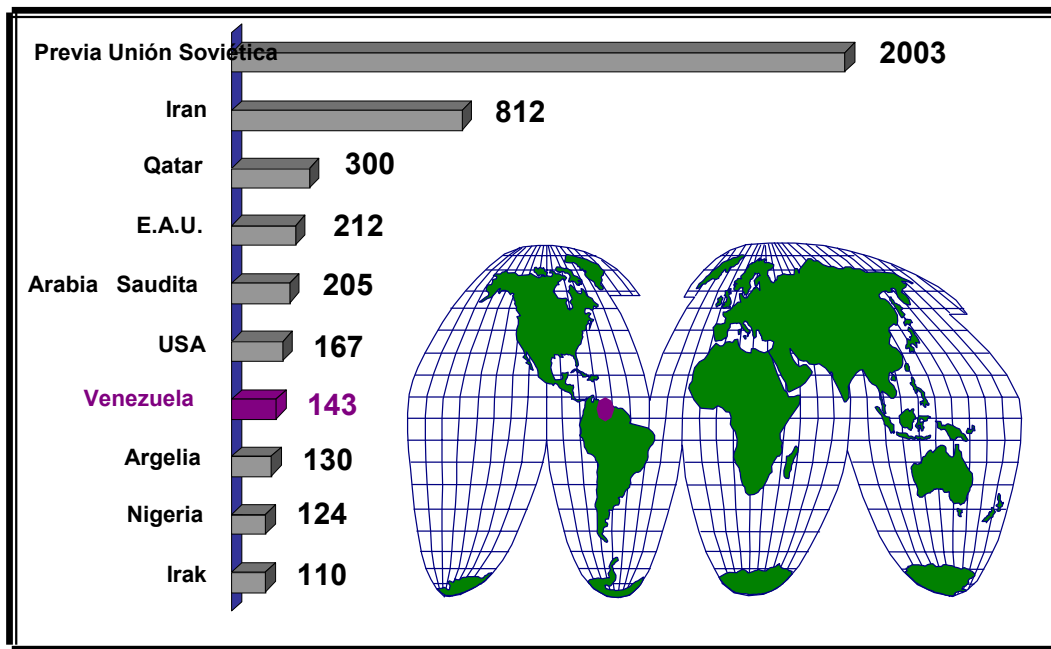 Previa Unión Soviética 2003
Iran 812
Qatar 300
E.A.U. 212
Arabia Saudita 205
USA 167
Venezuela 143
Argelia 130
Nigeria 124
Irak 110